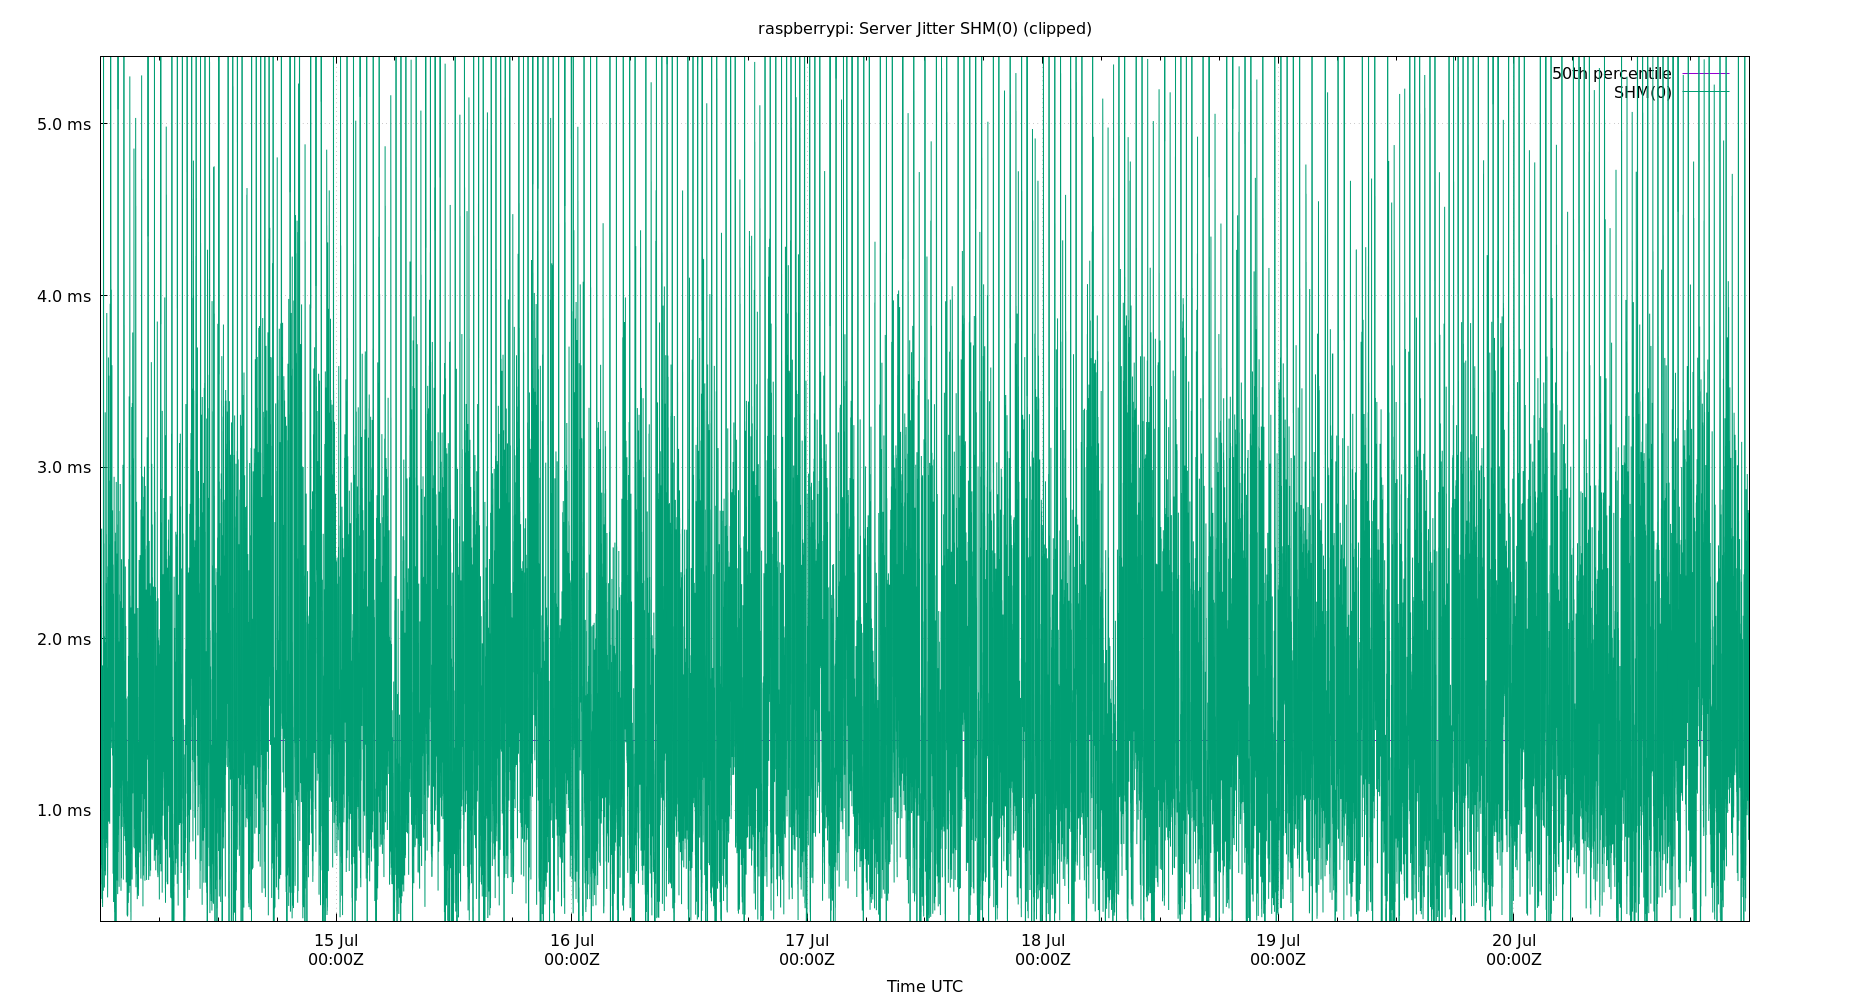 raspberrypi: Server Jitter SHM(0) (clipped)
50th percentile
SHM(0)
5.0 ms
4.0 ms
3.0 ms
2.0 ms
1.0 ms
15 Jul 16 Jul 17 Jul 18 Jul 19 Jul 20 Jul
00:00Z 00:00Z 00:00Z 00:00Z 00:00Z 00:00Z
Time UTC